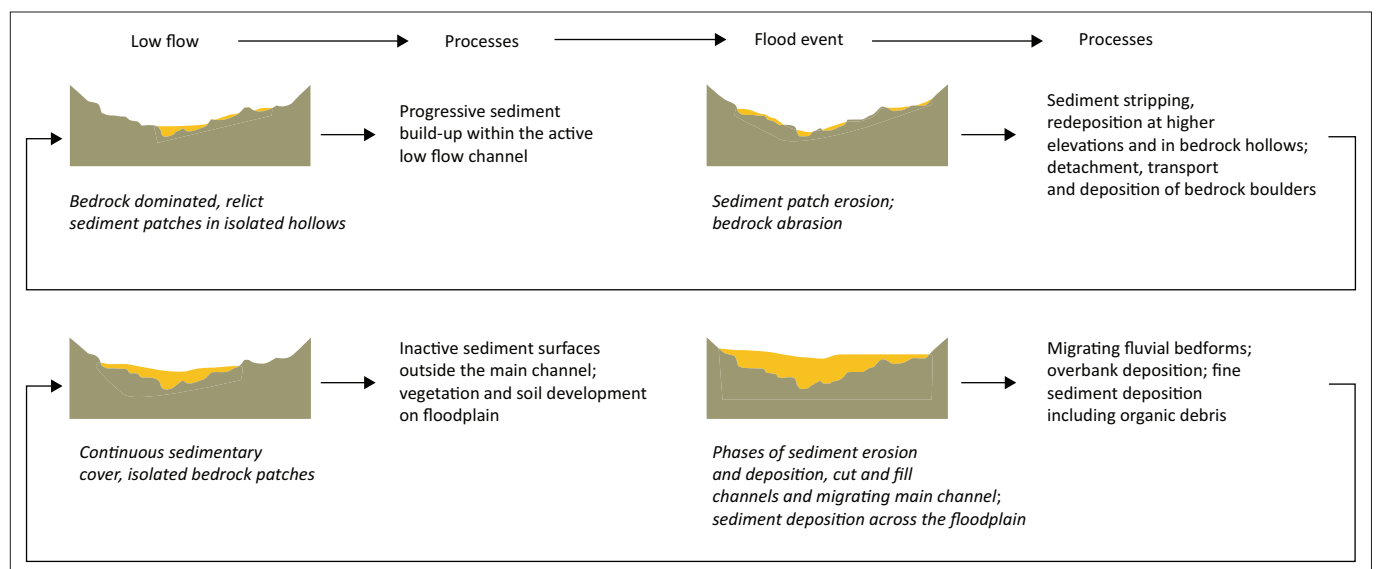 Low flow
Processes
Flood event
Processes
Progressive sediment
build-up within the active
low flow channel
Sediment stripping,
redeposition at higher
elevations and in bedrock hollows;
detachment, transport
and deposition of bedrock boulders
Bedrock dominated, relict
sediment patches in isolated hollows
Sediment patch erosion;
bedrock abrasion
Inactive sediment surfaces
outside the main channel;
vegetation and soil development
on floodplain
Migrating fluvial bedforms;
overbank deposition; fine
sediment deposition
including organic debris
Continuous sedimentary
cover, isolated bedrock patches
Phases of sediment erosion
and deposition, cut and fill
channels and migrating main channel;
sediment deposition across the floodplain